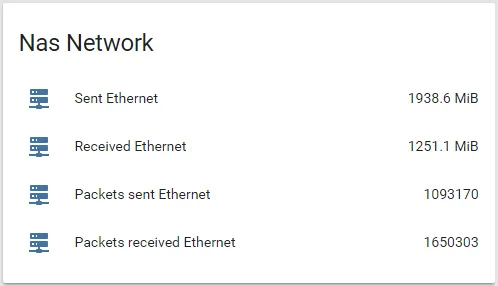 Nas Network
Sent Ethernet 1938.6 MiB
Received Ethernet 1251.1 MiB
Packets sent Ethernet 1093170
Packets received Ethernet 1650303